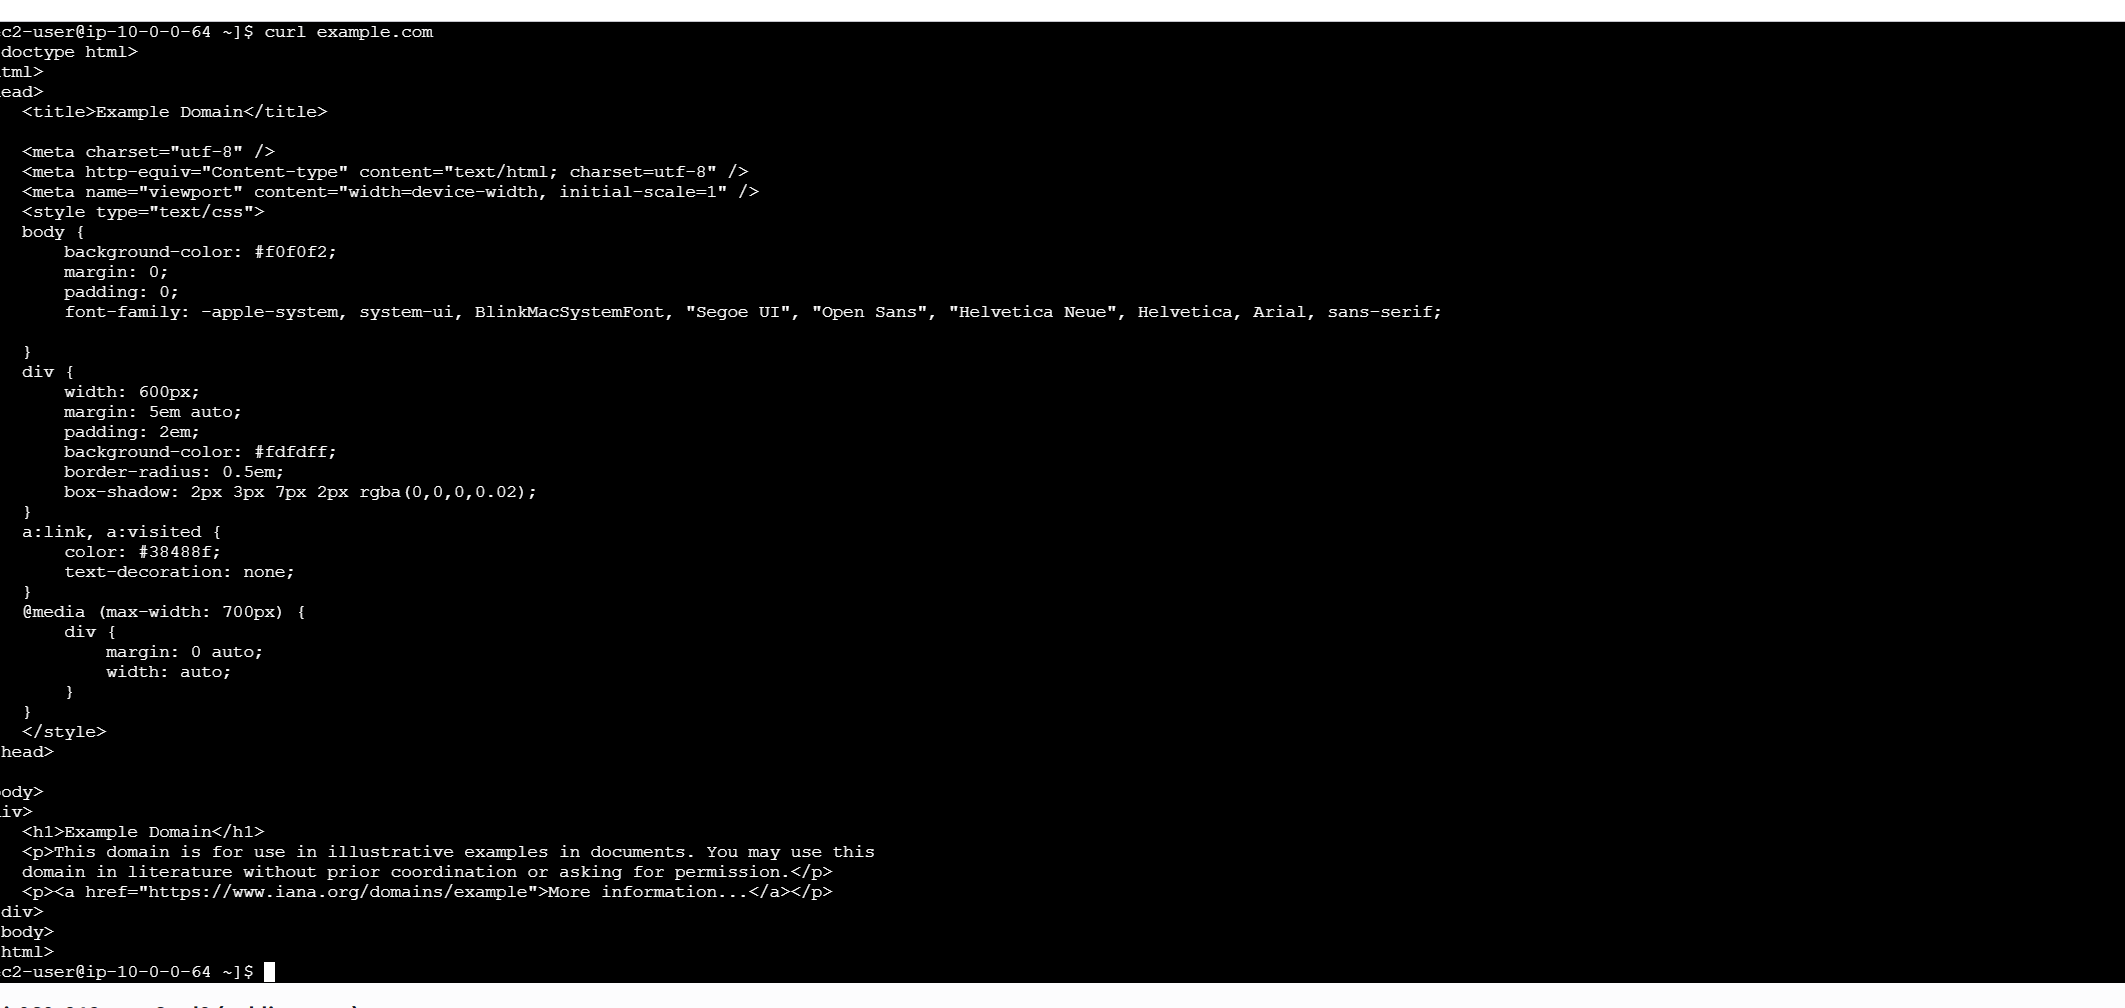 c2-user@ip-10-0-0-64 ~]$ curl example.com
doctype html>
tml>
ead>
<title>Example Domain</title>
<meta charset="utf-8" />
<meta http-equiv="Content-type" content="text/html; charset=utf-8" />
<meta name="viewport" content="width=device-width, initial-scale=1" />
<style type="text/css">
body {
background-color: #f0f0f2;
margin: 0;
padding: 0;
font-family: -apple-system, system-ui, BlinkMacSystemFont, "Segoe UI", "Open Sans", "Helvetica Neue", Helvetica, Arial, sans-serif;
}
div {
width: 600px;
margin: 5em auto;
padding: 2em;
background-color: #fdfdff;
border-radius: 0.5em;
box-shadow: 2px 3px 7px 2px rgba(0,0,0,0.02);
}
a:link, a:visited {
color: #38488f;
text-decoration: none;
}
@media (max-width: 700px) {
div {
margin: 0 auto;
width: auto;
}
}
</style>
head>
ody>
iv>
<h1>Example Domain</h1>
<p>This domain is for use in illustrative examples in documents. You may use this
domain in literature without prior coordination or asking for permission.</p>
<p><a href="https://www.iana.org/domains/example">More information...</a></p>
div>
body>
html>
c2-user@ip-10-0-0-64 ~]$